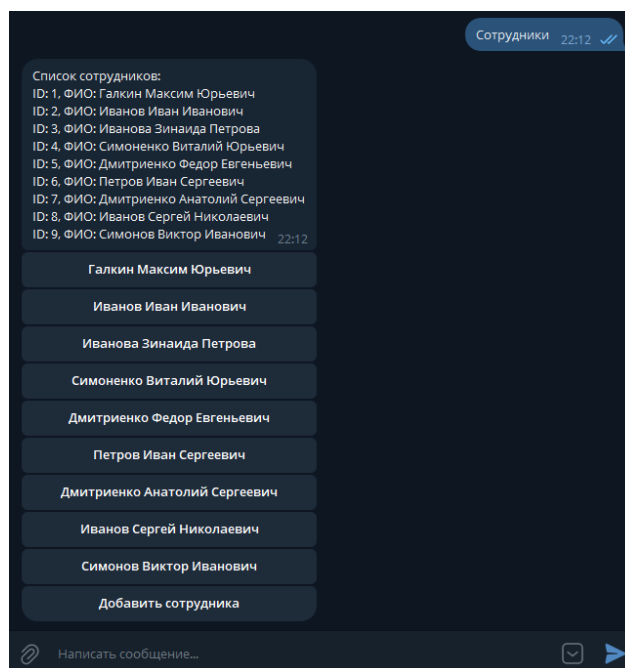 Сотрудники 22:12
Список сотрудников:
ID: 1, ФИО: Галкин Максим Юрьевич
ID: 2, ФИО: Иванов Иван Иванович
ID: 3, ФИО: Иванова Зинаида Петрова
ID: 4, ФИО: Симоненко Виталий Юрьевич
ID: 5, ФИО: Дмитриенко Федор Евгеньевич
ID: 6, ФИО: Петров Иван Сергеевич
ID: 7, ФИО: Дмитриенко Анатолий Сергеевич
ID: 8, ФИО: Иванов Сергей Николаевич
ID: 9, ФИО: Симонов Виктор Иванович 22:12
Галкин Максим Юрьевич
Иванов Иван Иванович
Иванова Зинаида Петрова
Симоненко Виталий Юрьевич
Дмитриенко Федор Евгеньевич
Петров Иван Сергеевич
Дмитриенко Анатолий Сергеевич
Иванов Сергей Николаевич
Симонов Виктор Иванович
Добавить сотрудника
Написать сообщение...